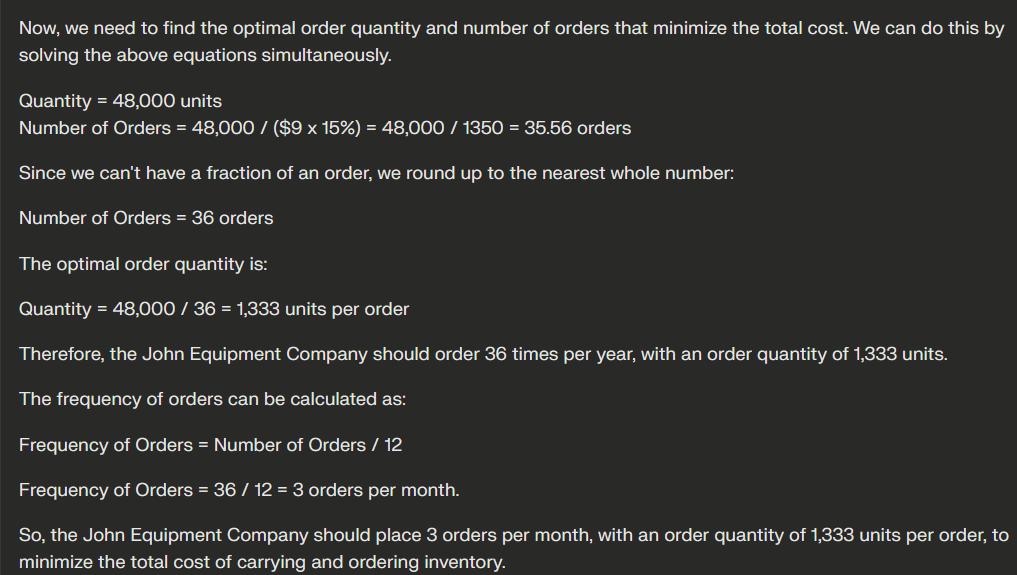 Now, we need to find the optimal order quantity and number of orders that minimize the total cost. We can do this by
solving the above equations simultaneously.
Quantity = 48,000 units
Number of Orders = 48,000 / ($9 x 15%) = 48,000 / 1350 = 35.56 orders
Since we can't have a fraction of an order, we round up to the nearest whole number:
Number of Orders = 36 orders
The optimal order quantity is:
Quantity = 48,000 / 36 = 1,333 units per order
Therefore, the John Equipment Company should order 36 times per year, with an order quantity of 1,333 units.
The frequency of orders can be calculated as:
Frequency of Orders = Number of Orders / 12
Frequency of Orders = 36 / 12 = 3 orders per month.
So, the John Equipment Company should place 3 orders per month, with an order quantity of 1,333 units per order, to
minimize the total cost of carrying and ordering inventory.